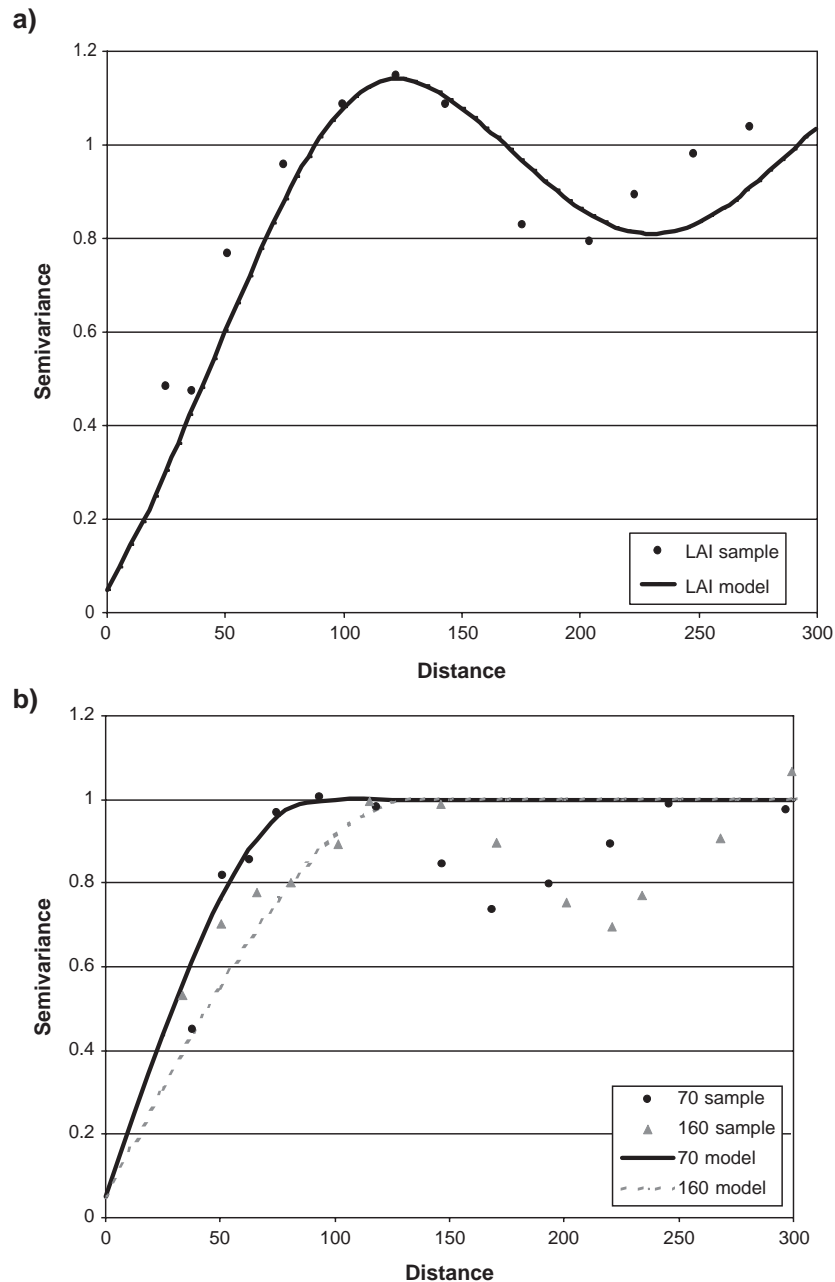 a)
1.2
1
0.8
0.6
0.4
0.2
0
Semivariance
0 50 100 150 200 250 300
Distance
LAI sample
LAI model
b)
1.2
1
0.8
0.6
0.4
0.2
0
Semivariance
0 50 100 150 200 250 300
Distance
70 sample
160 sample
70 model
160 model